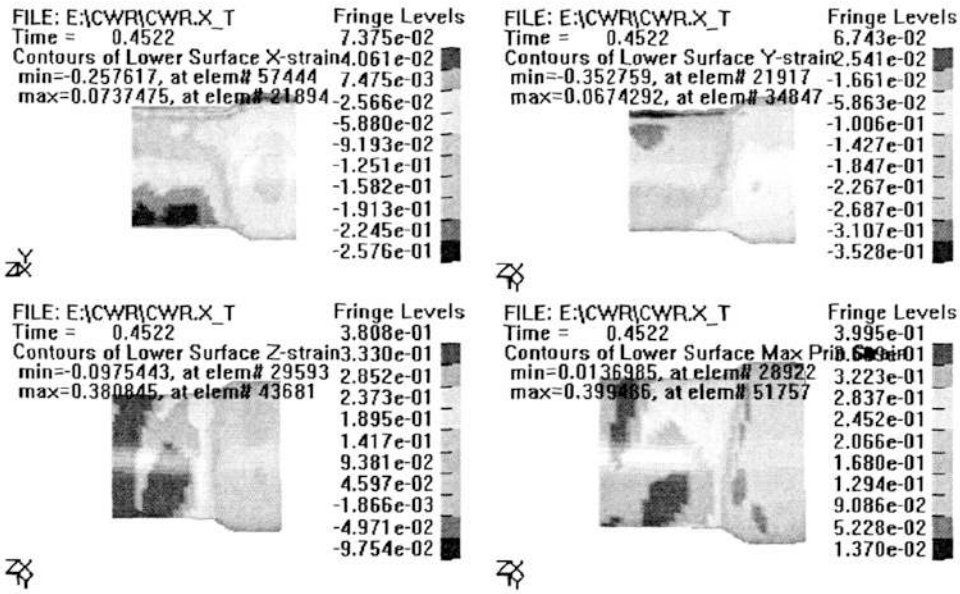 FILE: E:\CWR\CWR.X_T
Time = 0.4522
Contours of Lower Surface X-strain
min=-0.257617, at elem# 57444
max=0.0737475, at elem# 21894
Fringe Levels
7.375e-02
4.061e-02
7.475e-03
-2.566e-02
-5.880e-02
-9.193e-02
-1.251e-01
-1.582e-01
-1.913e-01
-2.245e-01
-2.576e-01
Y
ZX
FILE: E:\CWR\CWR.X_T
Time = 0.4522
Contours of Lower Surface Y-strain
min=-0.352759, at elem# 21917
max=0.0674292, at elem# 34847
Fringe Levels
6.743e-02
2.541e-02
-1.661e-02
-5.863e-02
-1.006e-01
-1.427e-01
-1.847e-01
-2.267e-01
-2.687e-01
-3.107e-01
-3.528e-01
ZX
Y
FILE: E:\CWR\CWR.X_T
Time = 0.4522
Contours of Lower Surface Z-strain
min=-0.0975443, at elem# 29593
max=0.380845, at elem# 43681
Fringe Levels
3.808e-01
3.330e-01
2.852e-01
2.373e-01
1.895e-01
1.417e-01
9.381e-02
4.597e-02
-1.866e-03
-4.971e-02
-9.754e-02
ZX
Y
FILE: E:\CWR\CWR.X_T
Time = 0.4522
Contours of Lower Surface Max Prin
min=0.0136985, at elem# 28922
max=0.399486, at elem# 51757
Fringe Levels
3.995e-01
3.223e-01
2.837e-01
2.452e-01
2.066e-01
1.680e-01
1.294e-01
9.086e-02
5.228e-02
1.370e-02
ZX
Y